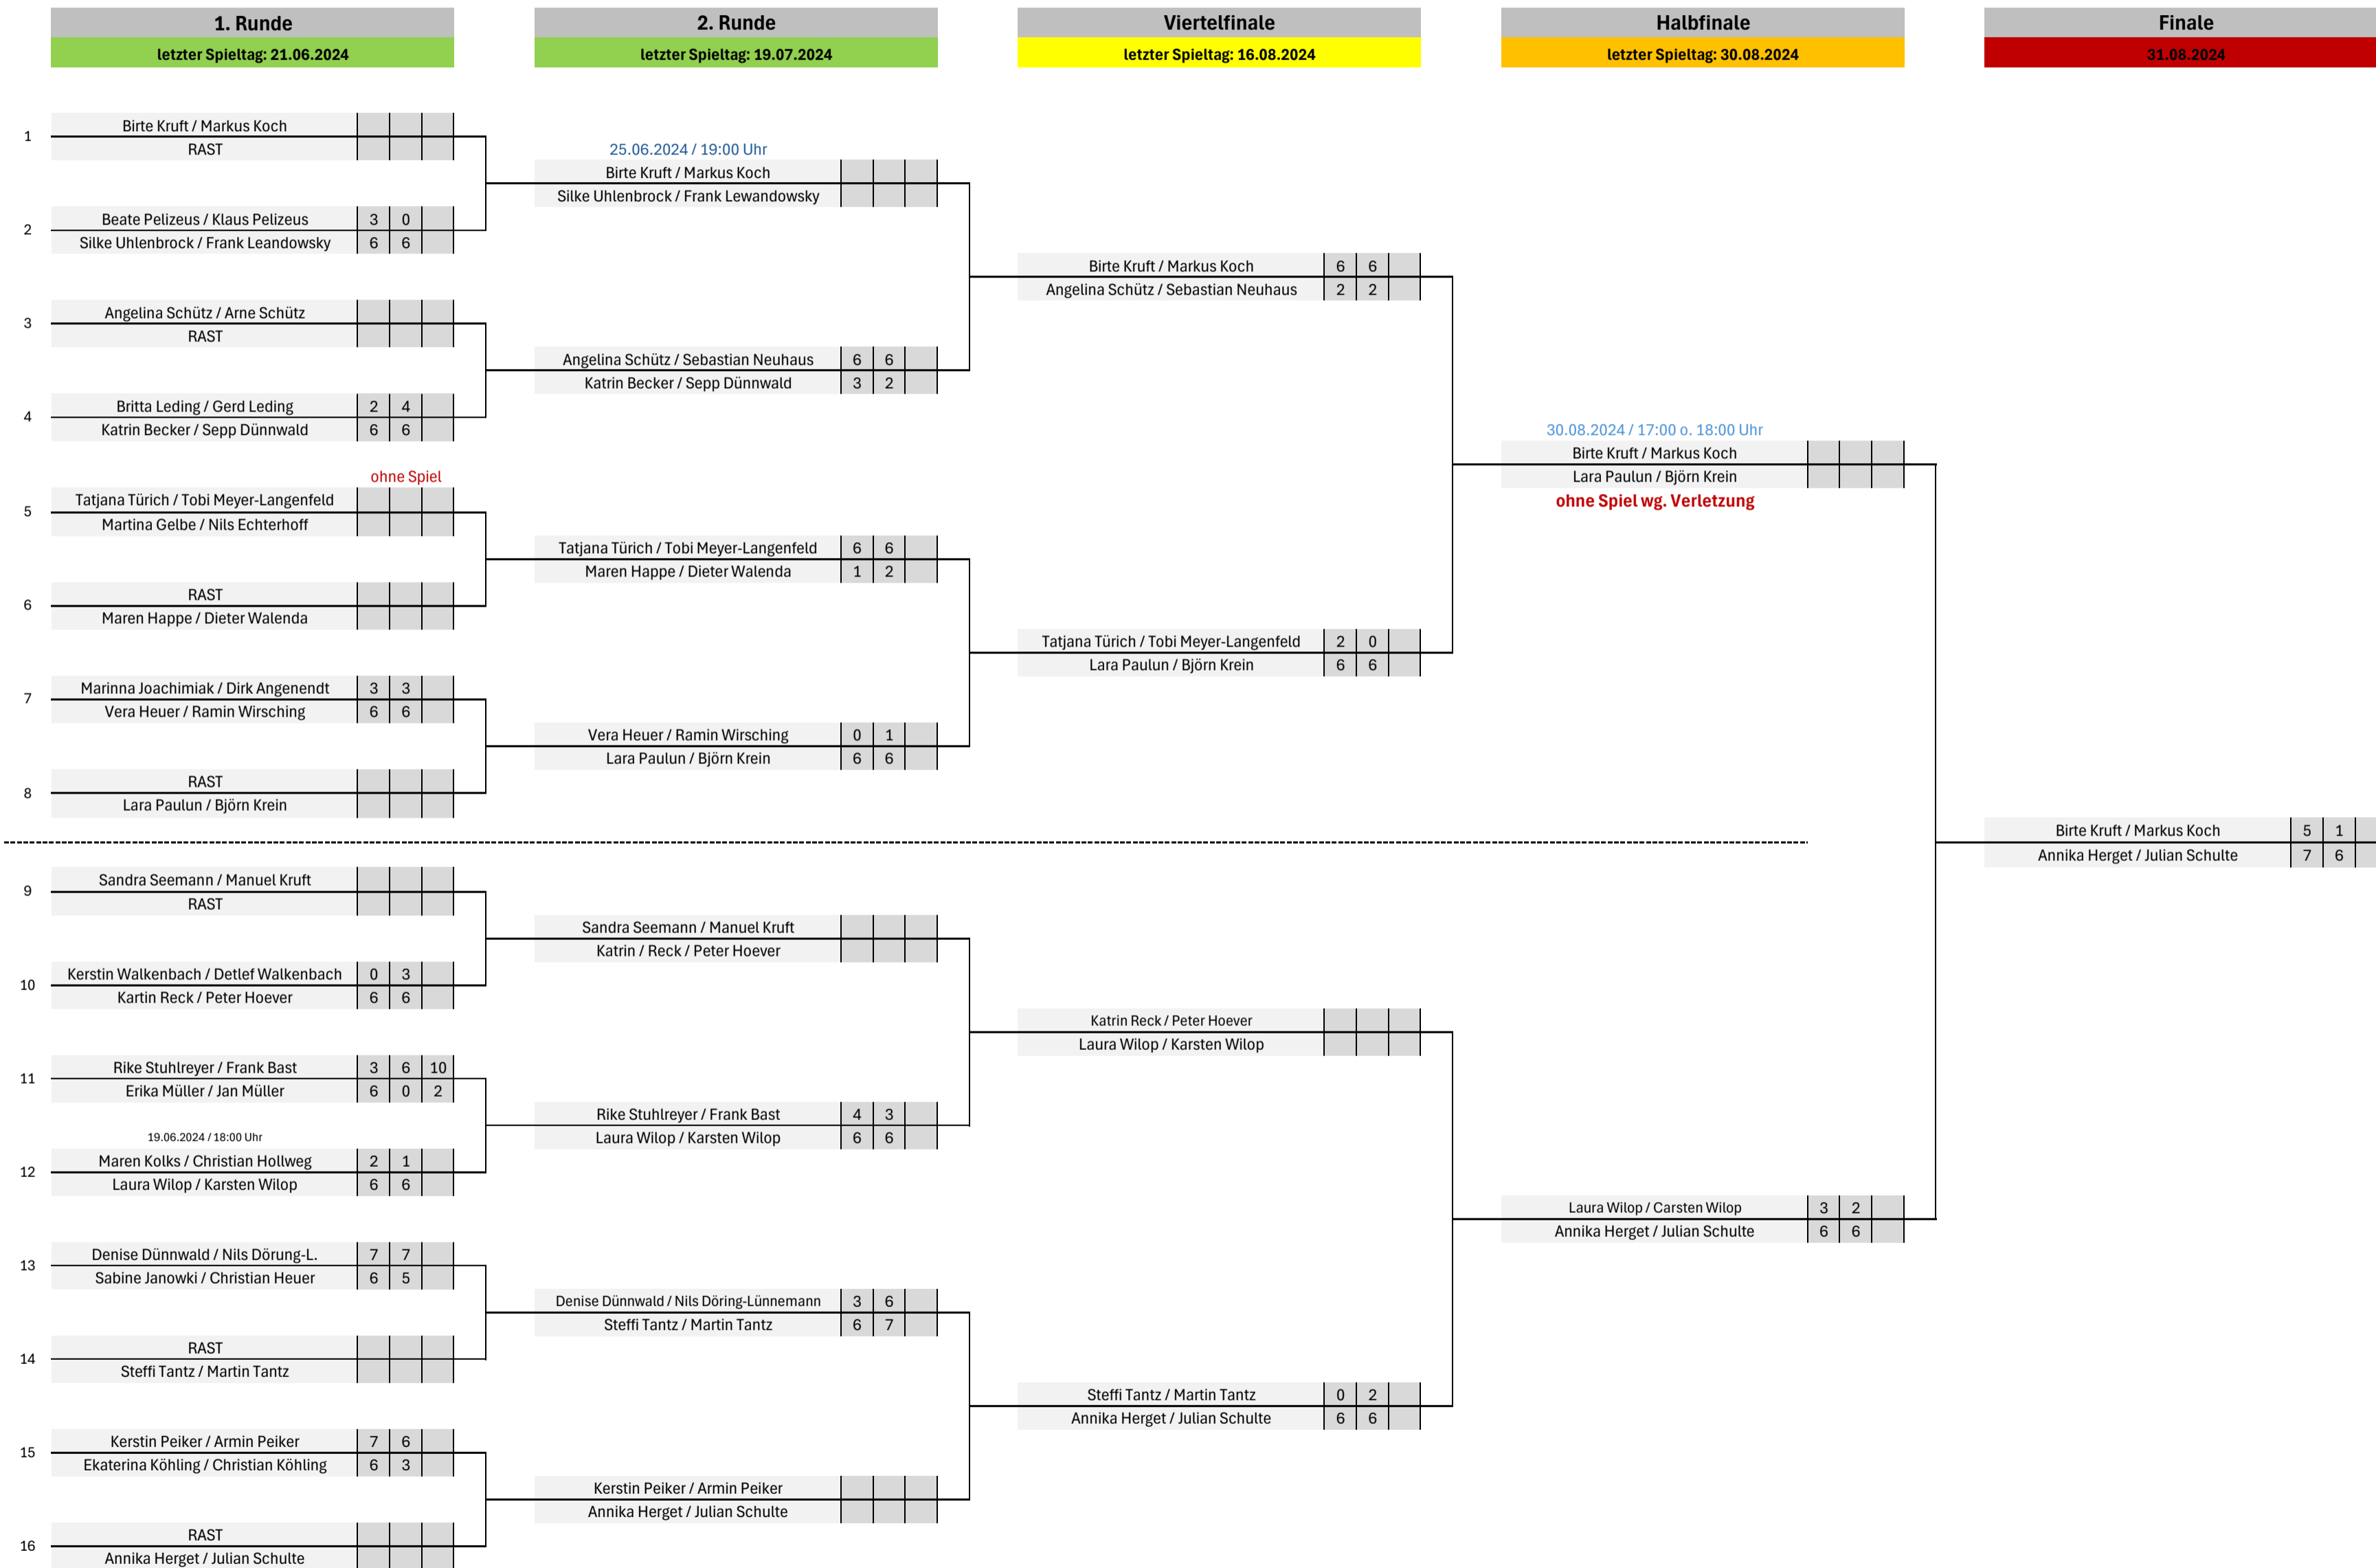 1. Runde
letzter Spieltag: 21.06.2024
2. Runde
letzter Spieltag: 19.07.2024
Viertelfinale
letzter Spieltag: 16.08.2024
Halbfinale
letzter Spieltag: 30.08.2024
Finale
31.08.2024
1
Birte Kruft / Markus Koch
RAST
2
Beate Pelizeus / Klaus Pelizeus 3 0
Silke Uhlenbrock / Frank Leandowsky 6 6
3
Angelina Schütz / Arne Schütz
RAST
4
Britta Leding / Gerd Leding 2 4
Katrin Becker / Sepp Dünnwald 6 6
ohne Spiel
5
Tatjana Türich / Tobi Meyer-Langenfeld
Martina Gelbe / Nils Echterhoff
6
RAST
Maren Happe / Dieter Walenda
7
Marinna Joachimiak / Dirk Angenendt 3 3
Vera Heuer / Ramin Wirsching 6 6
8
RAST
Lara Paulun / Björn Krein
9
Sandra Seemann / Manuel Kruft
RAST
10
Kerstin Walkenbach / Detlef Walkenbach 0 3
Kartin Reck / Peter Hoever 6 6
11
Rike Stuhlreyer / Frank Bast 3 6 10
Erika Müller / Jan Müller 6 0 2
19.06.2024 / 18:00 Uhr
12
Maren Kolks / Christian Hollweg 2 1
Laura Wilop / Karsten Wilop 6 6
13
Denise Dünnwald / Nils Dörung-L. 7 7
Sabine Janowki / Christian Heuer 6 5
14
RAST
Steffi Tantz / Martin Tantz
15
Kerstin Peiker / Armin Peiker 7 6
Ekaterina Köhling / Christian Köhling 6 3
16
RAST
Annika Herget / Julian Schulte
25.06.2024 / 19:00 Uhr
Birte Kruft / Markus Koch
Silke Uhlenbrock / Frank Lewandowsky
Angelina Schütz / Sebastian Neuhaus 6 6
Katrin Becker / Sepp Dünnwald 3 2
Tatjana Türich / Tobi Meyer-Langenfeld 6 6
Maren Happe / Dieter Walenda 1 2
Vera Heuer / Ramin Wirsching 0 1
Lara Paulun / Björn Krein 6 6
Sandra Seemann / Manuel Kruft
Katrin / Reck / Peter Hoever
Rike Stuhlreyer / Frank Bast 4 3
Laura Wilop / Karsten Wilop 6 6
Denise Dünnwald / Nils Döring-Lünnemann 3 6
Steffi Tantz / Martin Tantz 6 7
Kerstin Peiker / Armin Peiker
Annika Herget / Julian Schulte
Birte Kruft / Markus Koch 6 6
Angelina Schütz / Sebastian Neuhaus 2 2
Tatjana Türich / Tobi Meyer-Langenfeld 2 0
Lara Paulun / Björn Krein 6 6
Katrin Reck / Peter Hoever
Laura Wilop / Karsten Wilop
Steffi Tantz / Martin Tantz 0 2
Annika Herget / Julian Schulte 6 6
30.08.2024 / 17:00 o. 18:00 Uhr
Birte Kruft / Markus Koch
Lara Paulun / Björn Krein
ohne Spiel wg. Verletzung
Laura Wilop / Carsten Wilop 3 2
Annika Herget / Julian Schulte 6 6
Birte Kruft / Markus Koch 5 1
Annika Herget / Julian Schulte 7 6